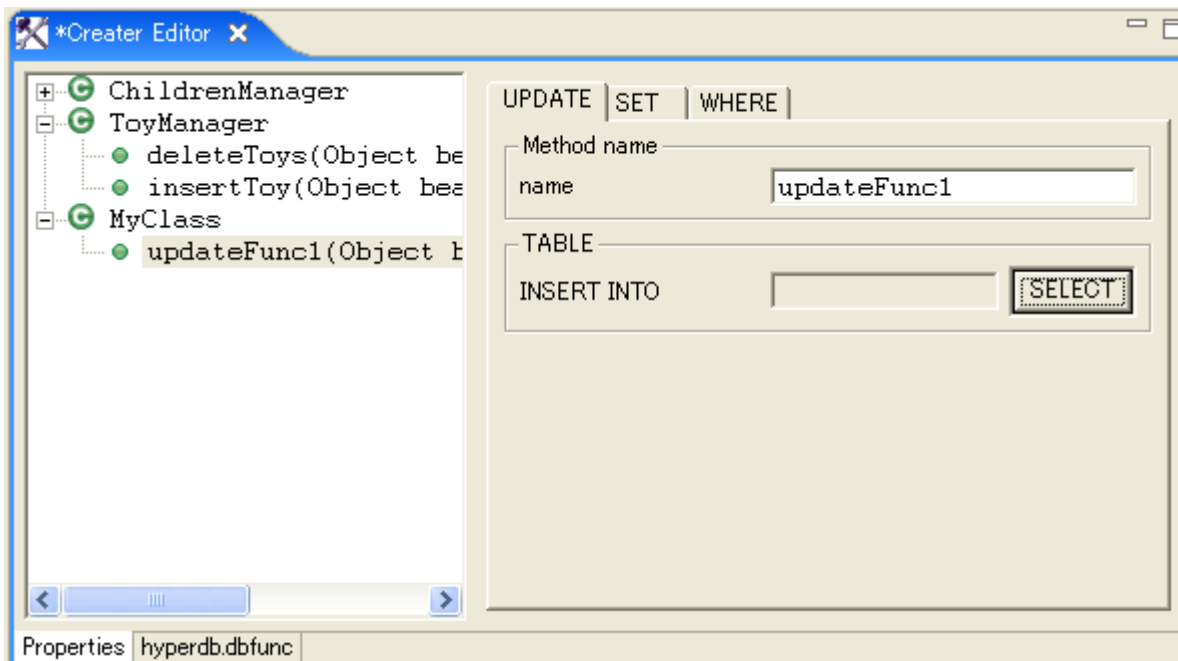 *Creater Editor
ChildrenManager
ToyManager
deleteToys(Object be
insertToy(Object bea
MyClass
updateFunc1(Object b
UPDATE SET WHERE
Method name
name updateFunc1
TABLE
INSERT INTO SELECT
Properties hyperdb.dbfunc